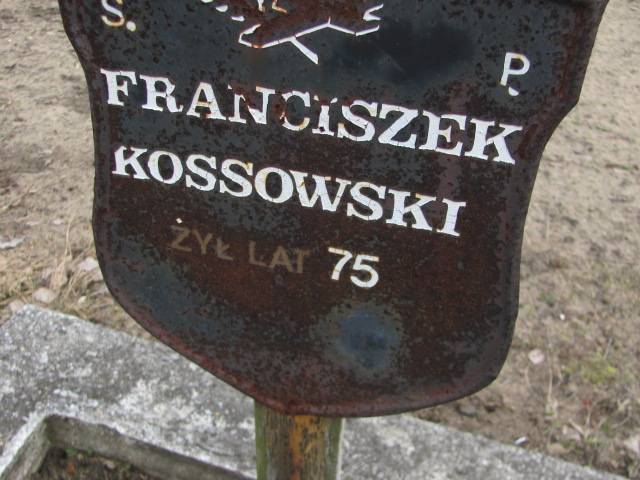 S. P.
FRANCISZEK
KOSSOWSKI
ŻYŁ LAT 75